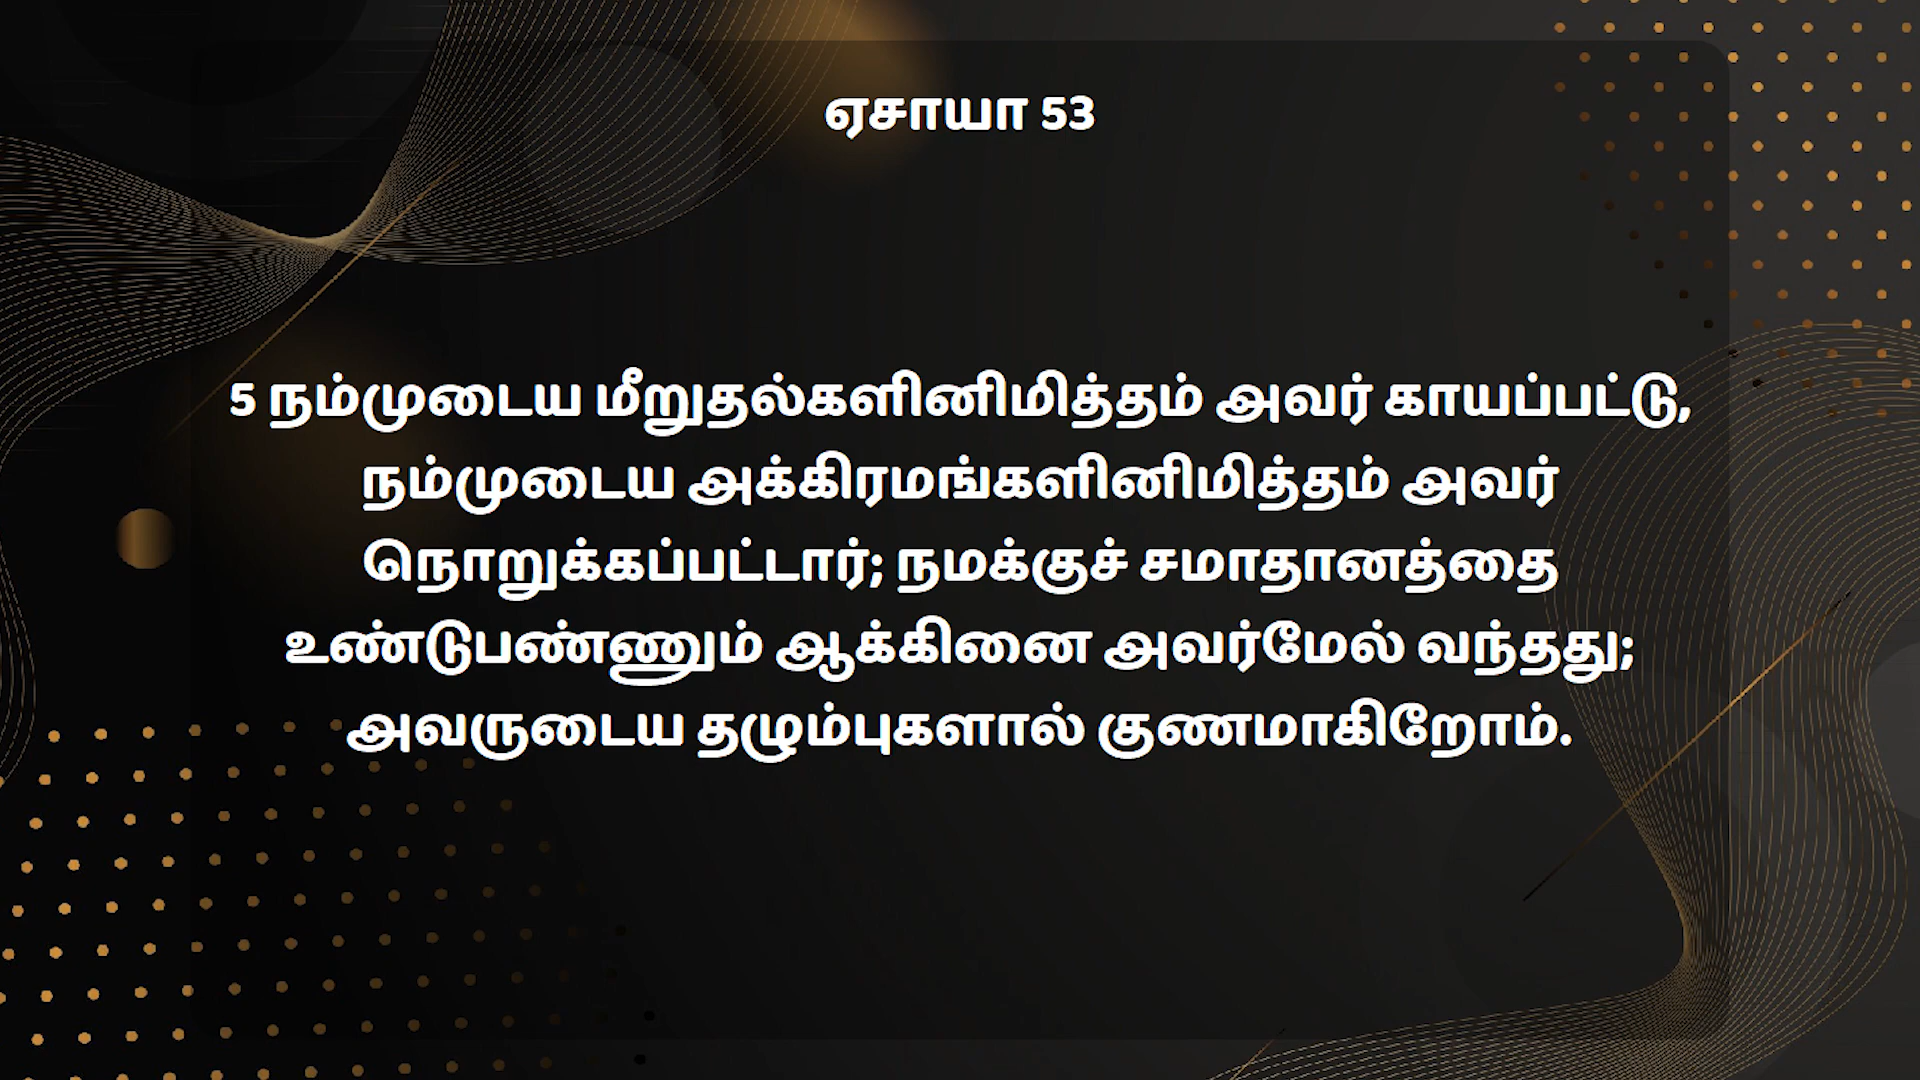 ஏசாயா 53
5 நம்முடைய மீறுதல்களினிமித்தம் அவர் காயப்பட்டு,
நம்முடைய அக்கிரமங்களினிமித்தம் அவர்
நொறுக்கப்பட்டார்; நமக்குச் சமாதானத்தை
உண்டுபண்ணும் ஆக்கினை அவர்மேல் வந்தது;
அவருடைய தழும்புகளால் குணமாகிறோம்.